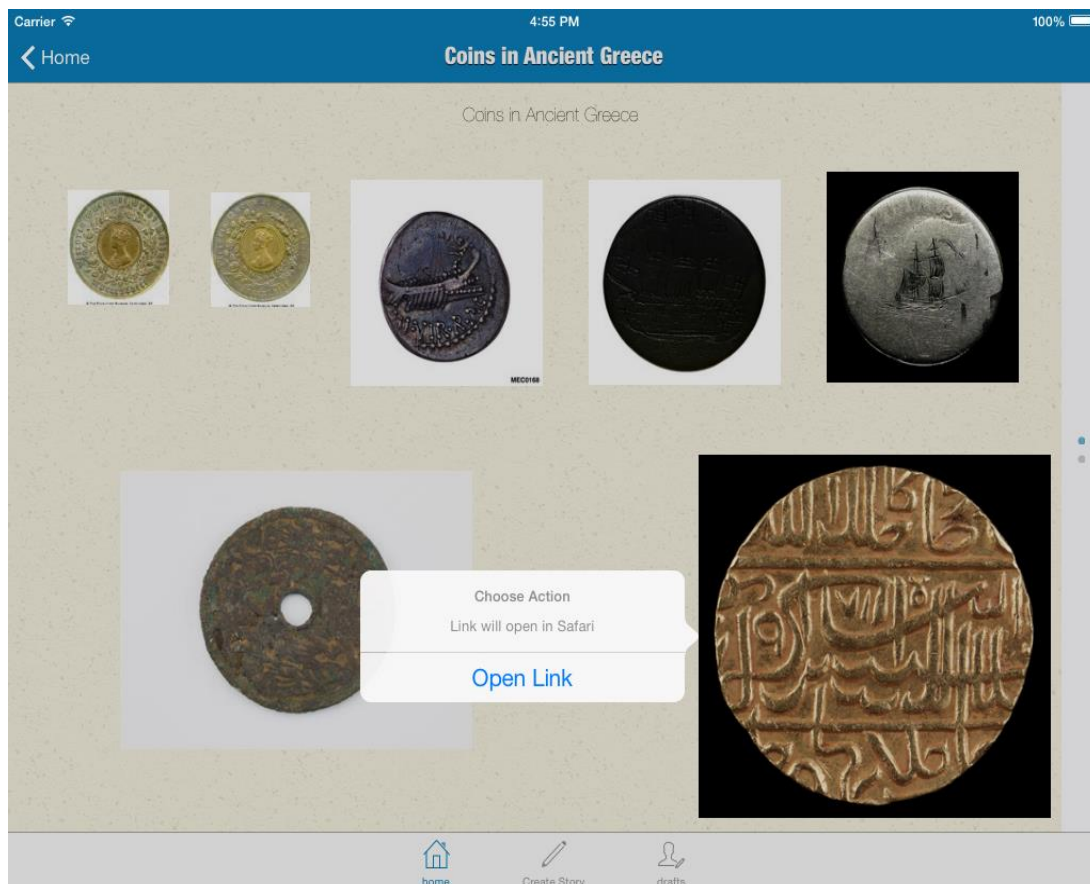 Carrier
4:55 PM
100%
Home
Coins in Ancient Greece
Coins in Ancient Greece
MEC0168
Choose Action
Link will open in Safari
Open Link
home
Create Story
drafts